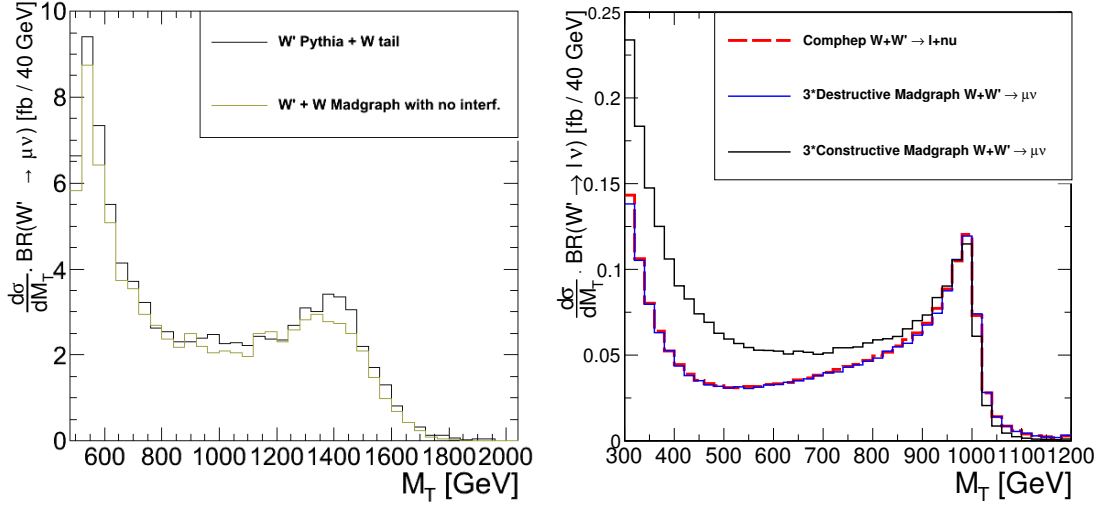 dσ/dM_T . BR(W' → μν) [fb / 40 GeV]
10
8
6
4
2
0
W' Pythia + W tail
W' + W Madgraph with no interf.
600 800 1000 1200 1400 1600 1800 2000
M_T [GeV]
dσ/dM_T . BR(W' → l ν) [fb / 40 GeV]
0.25
0.20
0.15
0.1
0.05
0
Comphep W+W' → l+nu
3*Destructive Madgraph W+W' → μν
3*Constructive Madgraph W+W' → μν
300 400 500 600 700 800 900 1000 1100 1200
M_T [GeV]